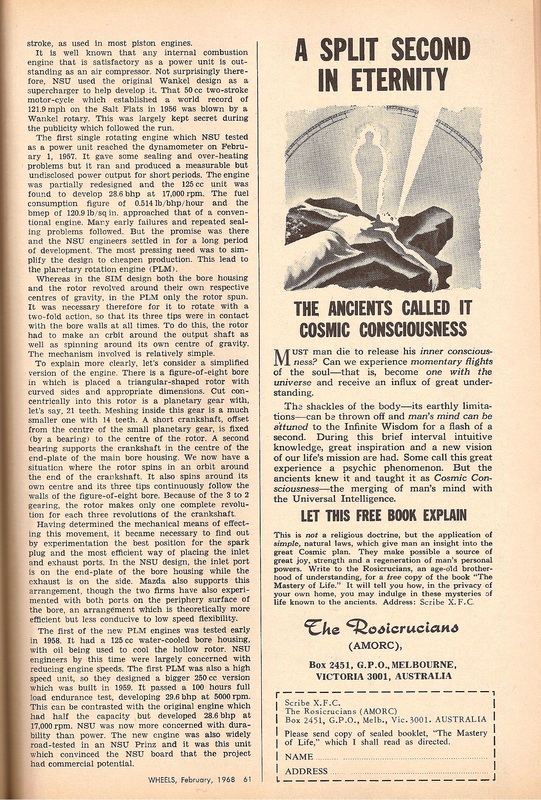 stroke, as used in most piston engines.
It is well known that any internal combustion
engine that is satisfactory as a power unit is out-
standing as an air compressor. Not surprisingly there-
fore, NSU used the original Wankel design as a
supercharger to help develop it. That 50 cc two-stroke
motor-cycle which established a world record of
121.9 mph on the Salt Flats in 1956 was blown by a
Wankel rotary. This was largely kept secret during
the publicity which followed the run.
The first single rotating engine which NSU tested
as a power unit reached the dynamometer on Febru-
ary 1, 1957. It gave some sealing and over-heating
problems but it ran and produced a measurable but
undisclosed power output for short periods. The engine
was partially redesigned and the 125 cc unit was
found to develop 28.6 bhp at 17,000 rpm. The fuel
consumption figure of 0.514 lb/bhp/hour and the
bmep of 120.9 lb/sq in. approached that of a conven-
tional engine. Many early failures and repeated seal-
ing problems followed. But the promise was there
and the NSU engineers settled in for a long period
of development. The most pressing need was to sim-
plify the design to cheapen production. This lead to
the planetary rotation engine (PLM).
Whereas in the SIM design both the bore housing
and the rotor revolved around their own respective
centres of gravity, in the PLM only the rotor spun.
It was necessary therefore for it to rotate with a
two-fold action, so that its three tips were in contact
with the bore walls at all times. To do this, the rotor
had to make an orbit around the output shaft as
well as spinning around its own centre of gravity.
The mechanism involved is relatively simple.
To explain more clearly, let's consider a simplified
version of the engine. There is a figure-of-eight bore
in which is placed a triangular-shaped rotor with
curved sides and appropriate dimensions. Cut con-
centrically into this rotor is a planetary gear with,
let's say, 21 teeth. Meshing inside this gear is a much
smaller one with 14 teeth. A short crankshaft, offset
from the centre of the small planetary gear, is fixed
(by a bearing) to the centre of the rotor. A second
bearing supports the crankshaft in the centre of the
end-plate of the main bore housing. We now have a
situation where the rotor spins in an orbit around
the end of the crankshaft. It also spins around its
own centre and its three tips continuously follow the
walls of the figure-of-eight bore. Because of the 3 to 2
gearing, the rotor makes only one complete revolu-
tion for each three revolutions of the crankshaft.
Having determined the mechanical means of effect-
ing this movement, it became necessary to find out
by experimentation the best position for the spark
plug and the most efficient way of placing the inlet
and exhaust ports. In the NSU design, the inlet port
is on the end-plate of the bore housing while the
exhaust is on the side. Mazda also supports this
arrangement, though the two firms have also experi-
mented with both ports on the periphery surface of
the bore, an arrangement which is theoretically more
efficient but less conducive to low speed flexibility.
The first of the new PLM engines was tested early
in 1958. It had a 125 cc water-cooled bore housing,
with oil being used to cool the hollow rotor. NSU
engineers by this time were largely concerned with
reducing engine speeds. The first PLM was also a high
speed unit, so they designed a bigger 250 cc version
which was built in 1959. It passed a 100 hours full
load endurance test, developing 29.6 bhp at 5000 rpm.
This can be contrasted with the original engine which
had half the capacity but developed 28.6 bhp at
17,000 rpm. NSU was now more concerned with dura-
bility than power. The new engine was also widely
road-tested in an NSU Prinz and it was this unit
which convinced the NSU board that the project
had commercial potential.
WHEELS, February, 1968 61
A SPLIT SECOND
IN ETERNITY
THE ANCIENTS CALLED IT
COSMIC CONSCIOUSNESS
MUST man die to release his inner conscious-
ness? Can we experience momentary flights
of the soul—that is, become one with the
universe and receive an influx of great under-
standing.
The shackles of the body—its earthly limita-
tions—can be thrown off and man's mind can be
attuned to the Infinite Wisdom for a flash of a
second. During this brief interval intuitive
knowledge, great inspiration and a new vision
of our life's mission are had. Some call this great
experience a psychic phenomenon. But the
ancients knew it and taught it as Cosmic Con-
sciousness—the merging of man's mind with
the Universal Intelligence.
LET THIS FREE BOOK EXPLAIN
This is not a religious doctrine, but the application of
simple, natural laws, which give man an insight into the
great Cosmic plan. They make possible a source of
great joy, strength and a regeneration of man's personal
powers. Write to the Rosicrucians, an age-old brother-
hood of understanding, for a free copy of the book "The
Mastery of Life." It will tell you how, in the privacy of
your own home, you may indulge in these mysteries of
life known to the ancients. Address: Scribe X.F.C.
The Rosicrucians
(AMORC),
Box 2451, G.P.O., MELBOURNE,
VICTORIA 3001, AUSTRALIA
Scribe X.F.C.
The Rosicrucians (AMORC)
Box 2451, G.P.O., Melb., Vic. 3001. AUSTRALIA
Please send copy of sealed booklet, "The Mastery
of Life," which I shall read as directed.
NAME
ADDRESS